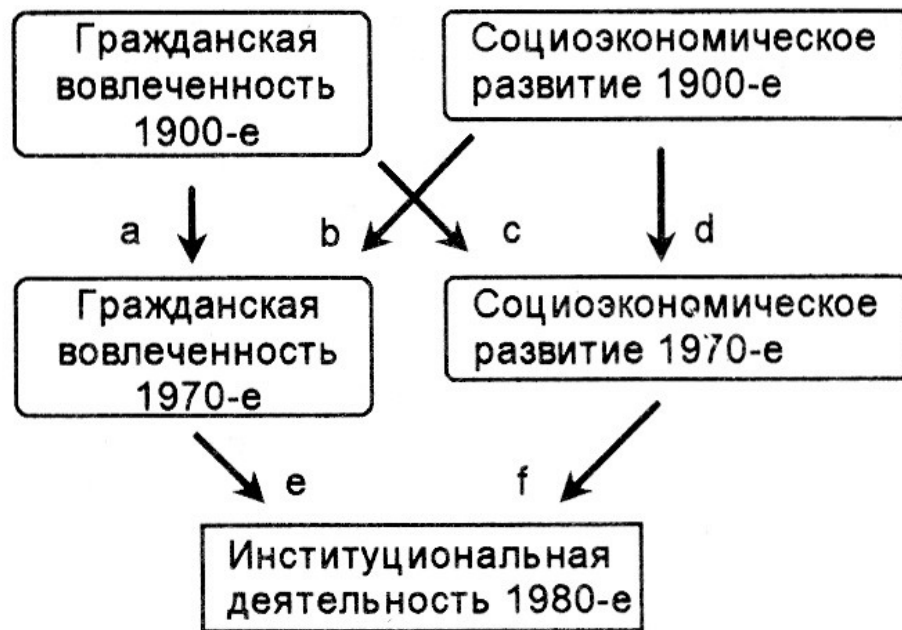 Гражданская
вовлеченность
1900-е
Социоэкономическое
развитие 1900-е
a
b
c
d
Гражданская
вовлеченность
1970-е
Социоэкономическое
развитие 1970-е
e
f
Институциональная
деятельность 1980-е